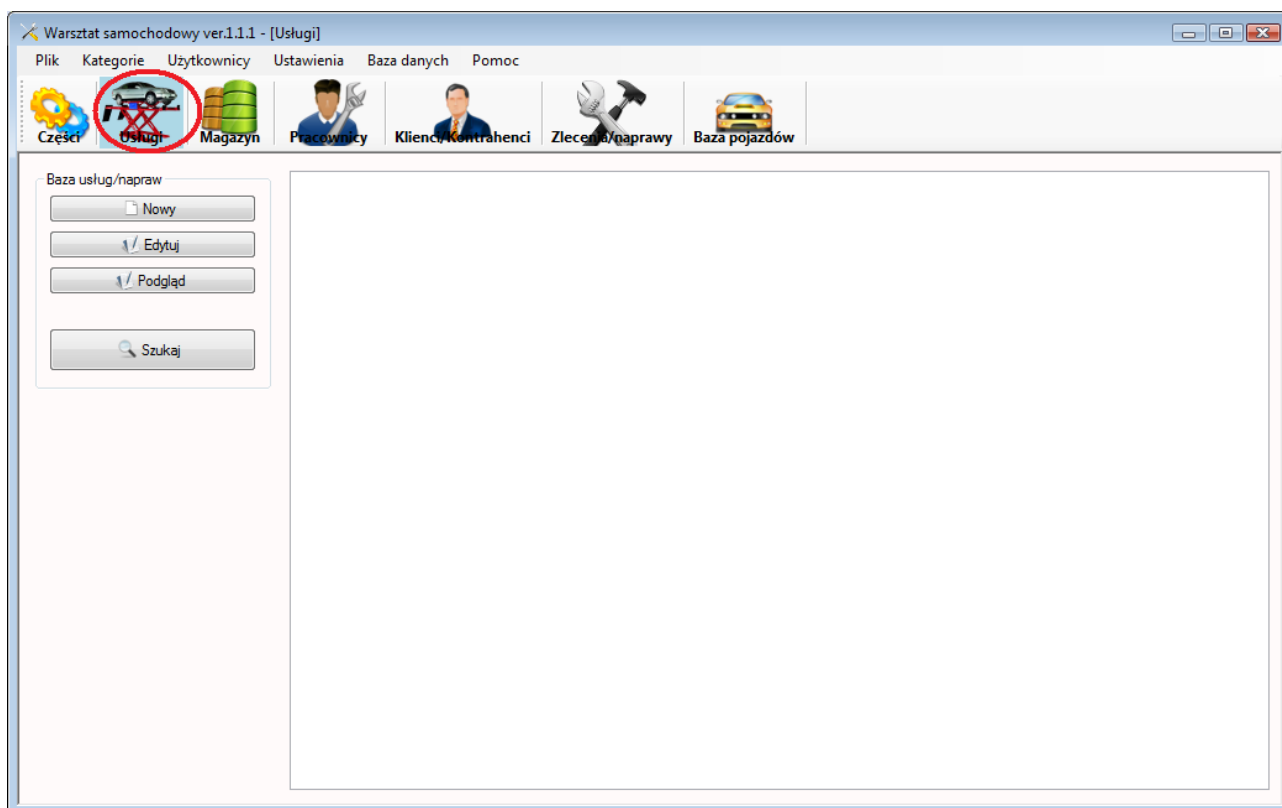 Warsztat samochodowy ver.1.1.1 - [Usługi]
Plik Kategorie Użytkownicy Ustawienia Baza danych Pomoc
Części Usługi Magazyn Pracownicy Klienci/Kontrahenci Zlecenia/naprawy Baza pojazdów
Baza usług/napraw
Nowy
Edytuj
Podgląd
Szukaj